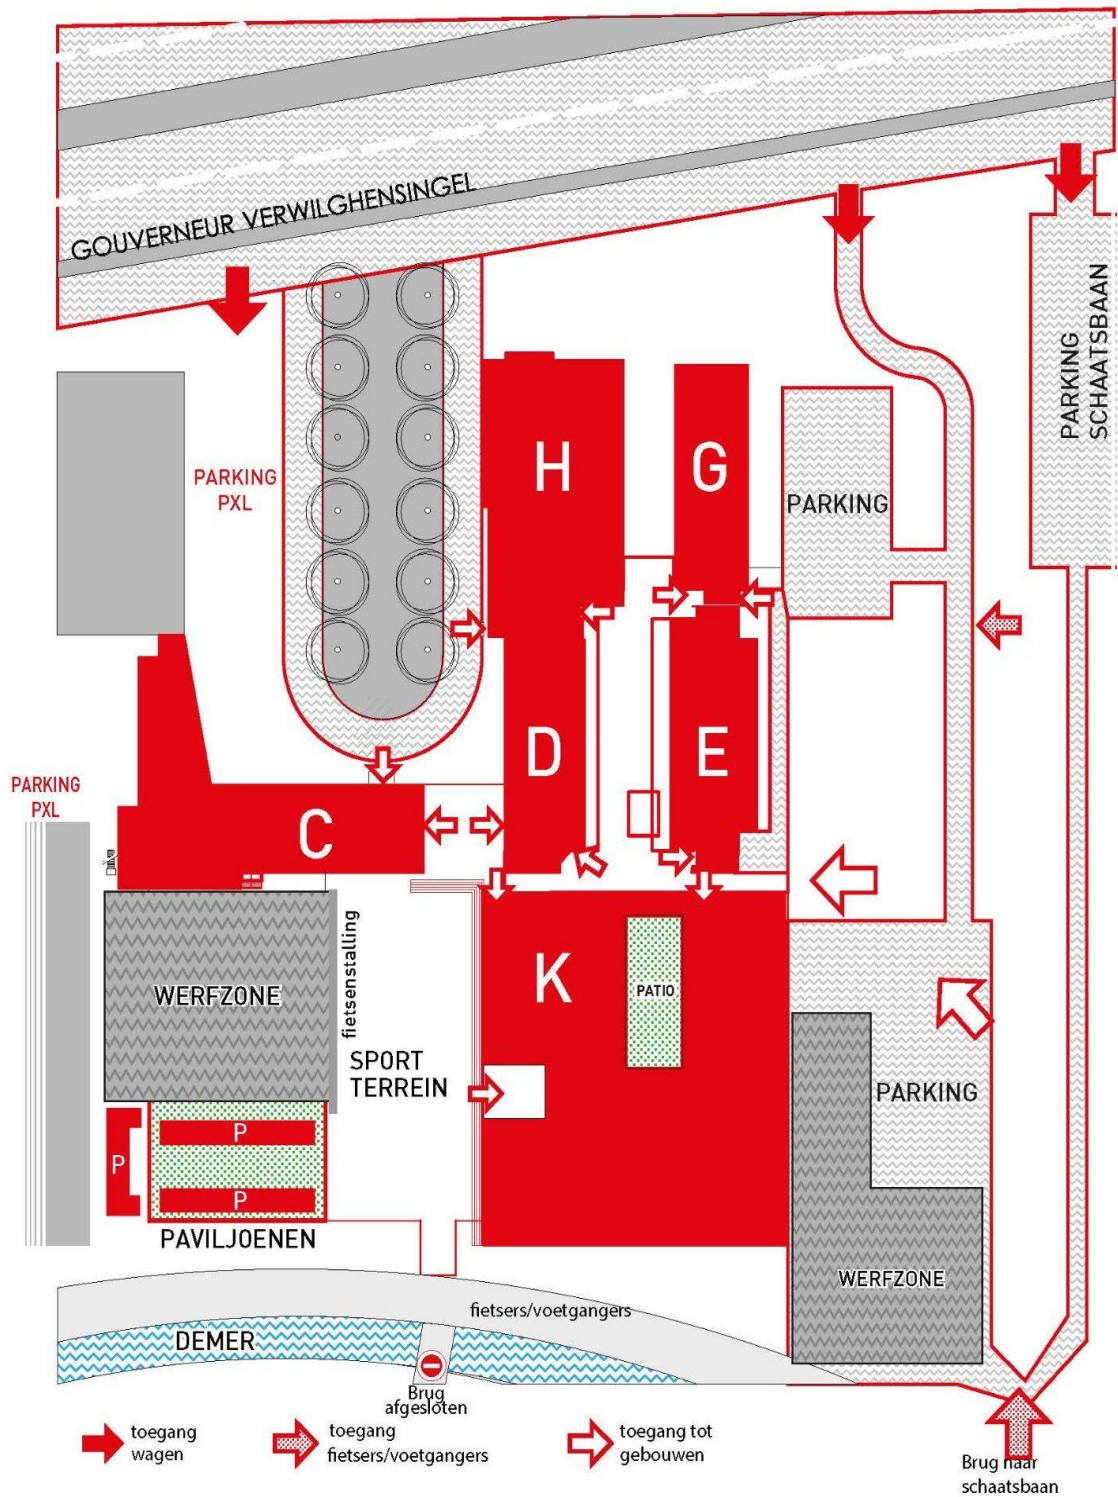 GOUVERNEUR VERWILGHENSINGEL
PARKING
SCHAATSBAAN
PARKING
PXL
H
G
PARKING
D
E
PARKING
PXL
C
fietsenstalling
WERFZONE
K
PATIO
SPORT
TERREIN
PARKING
P
P
P
PAVILJOENEN
WERFZONE
fietsers/voetgangers
DEMER
Brug
afgesloten
toegang
wagen
toegang
fietsers/voetgangers
toegang tot
gebouwen
Brug naar
schaatsbaan